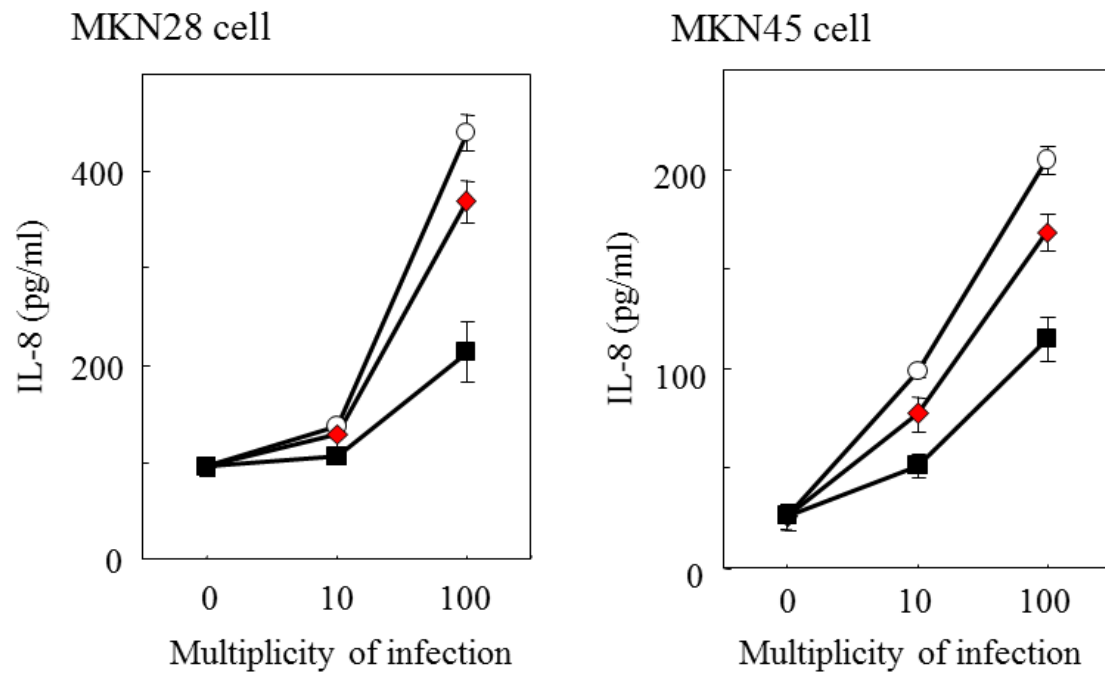 MKN28 cell
IL-8 (pg/ml)
400
200
0
0 10 100
Multiplicity of infection
MKN45 cell
IL-8 (pg/ml)
200
100
0
0 10 100
Multiplicity of infection